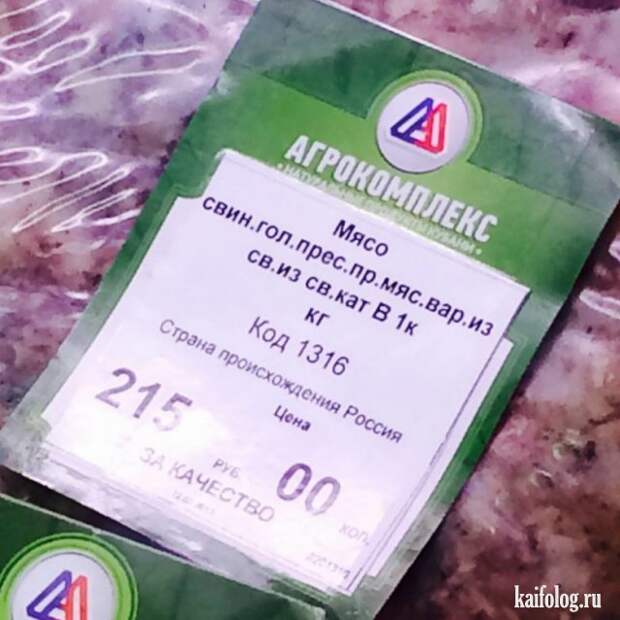 АГРОКОМПЛЕКС
Мясо
свин.гол.прес.пр.мяс.вар.из
св.из св.кат В 1к
кг
Код 1316
Страна происхождения Россия
Цена
215 РУБ. 00 коп.
ЗА КАЧЕСТВО
kaifolog.ru